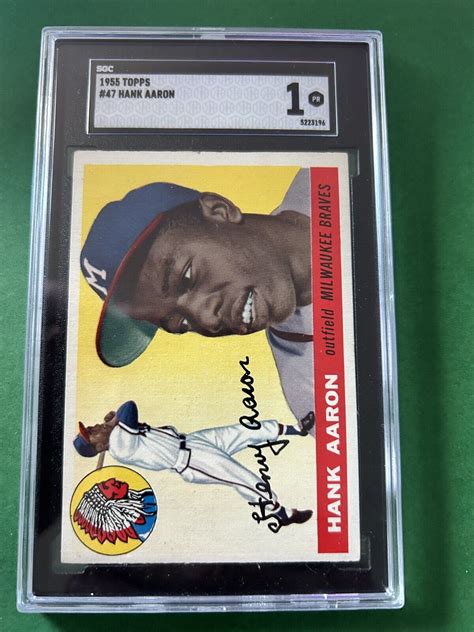 SGC
1955 TOPPS
#47 HANK AARON
1 PR
5223196
M
Henry Aaron
HANK AARON
outfield MILWAUKEE BRAVES